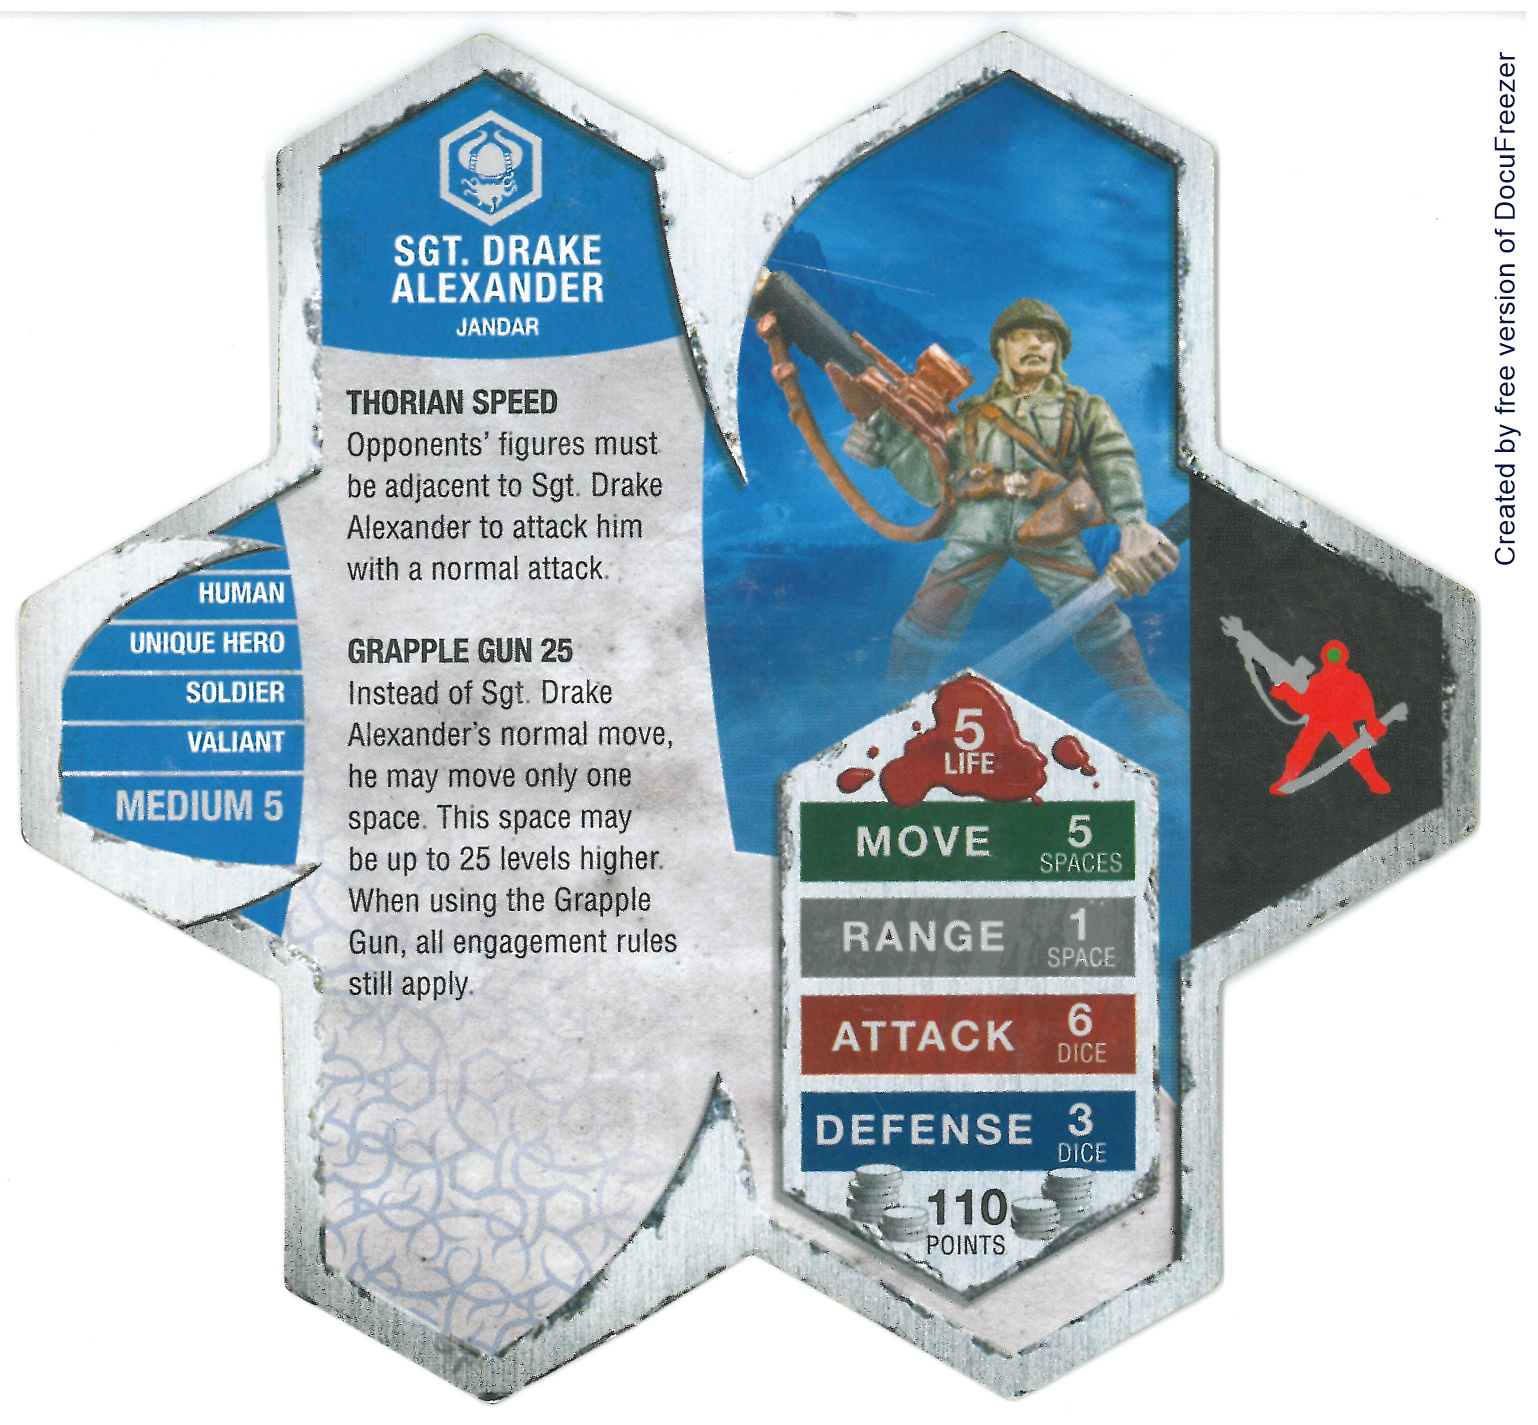 SGT. DRAKE
ALEXANDER
JANDAR
THORIAN SPEED
Opponents' figures must
be adjacent to Sgt. Drake
Alexander to attack him
with a normal attack.
GRAPPLE GUN 25
Instead of Sgt. Drake
Alexander's normal move,
he may move only one
space. This space may
be up to 25 levels higher.
When using the Grapple
Gun, all engagement rules
still apply.
HUMAN
UNIQUE HERO
SOLDIER
VALIANT
MEDIUM 5
5
LIFE
MOVE 5
SPACES
RANGE 1
SPACE
ATTACK 6
DICE
DEFENSE 3
DICE
110
POINTS
Created by free version of DocuFreezer